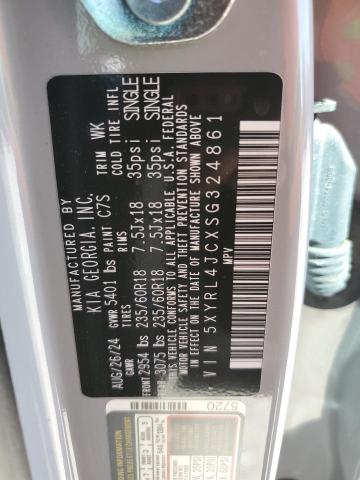 MANUFACTURED BY
KIA GEORGIA, INC.
AUG/26/24 GVWR 5401 lbs PAINT C7S TRIM WK
GAWR TIRES RIMS COLD TIRE INFL
FRONT 2954 lbs 235/60R18 7.5Jx18 35psi SINGLE
3075 lbs 235/60R18 7.5Jx18 35psi SINGLE
THIS VEHICLE CONFORMS TO ALL APPLICABLE U.S.A. FEDERAL
MOTOR VEHICLE SAFETY AND THEFT PREVENTION STANDARDS
IN EFFECT ON THE DATE OF MANUFACTURE SHOWN ABOVE.
VIN 5XYRL4JCXSG324861
MPV
5720